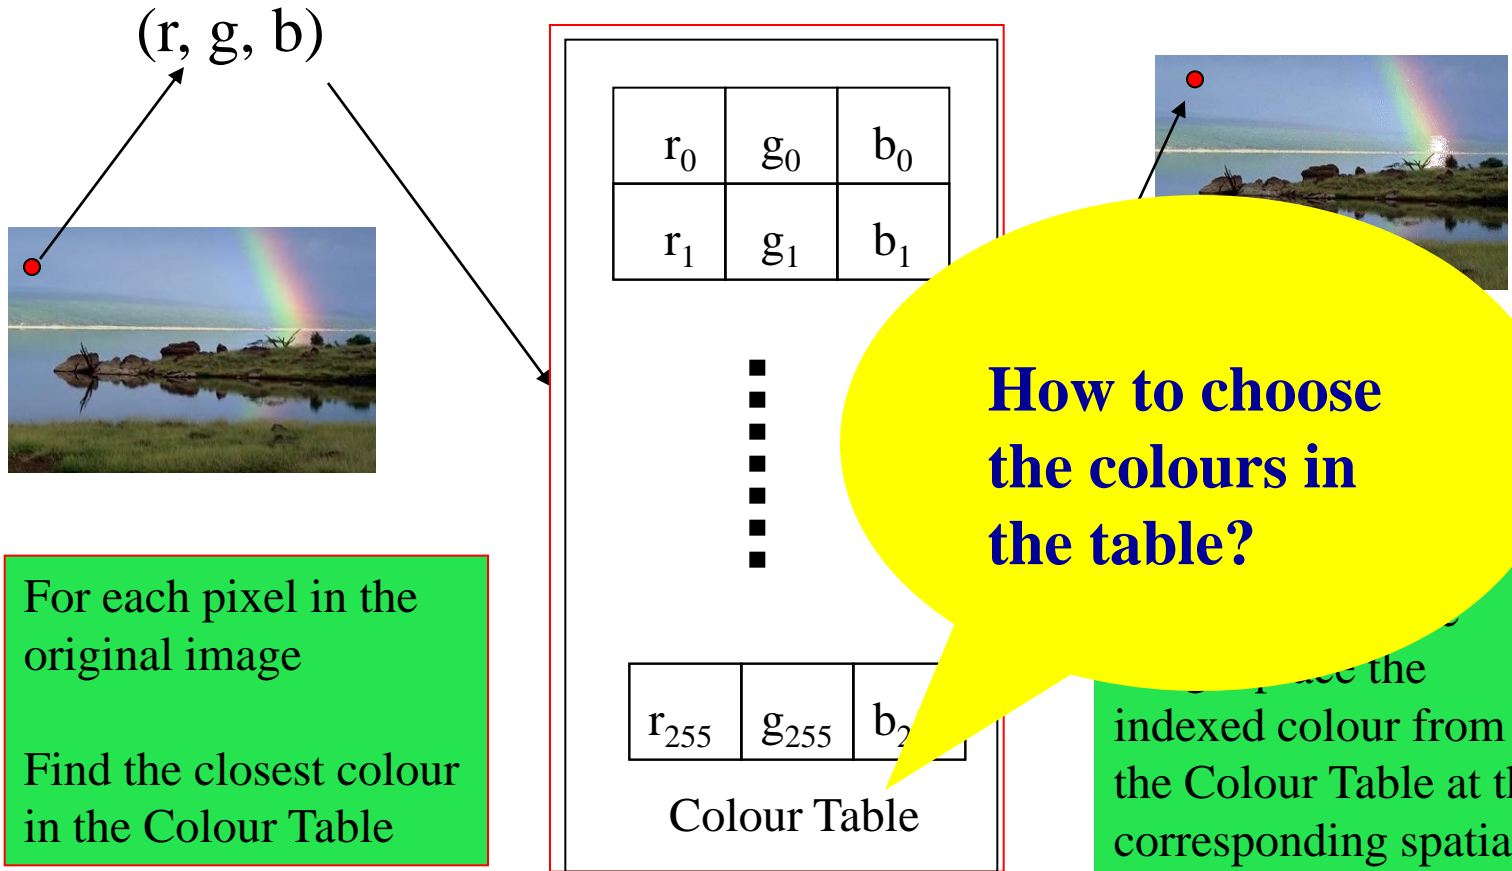 (r, g, b)
r0 g0 b0
r1 g1 b1
r255 g255
Colour Table
For each pixel in the
original image
Find the closest colour
in the Colour Table
How to choose
the colours in
the table?
the
indexed colour from
the Colour Table at
corresponding